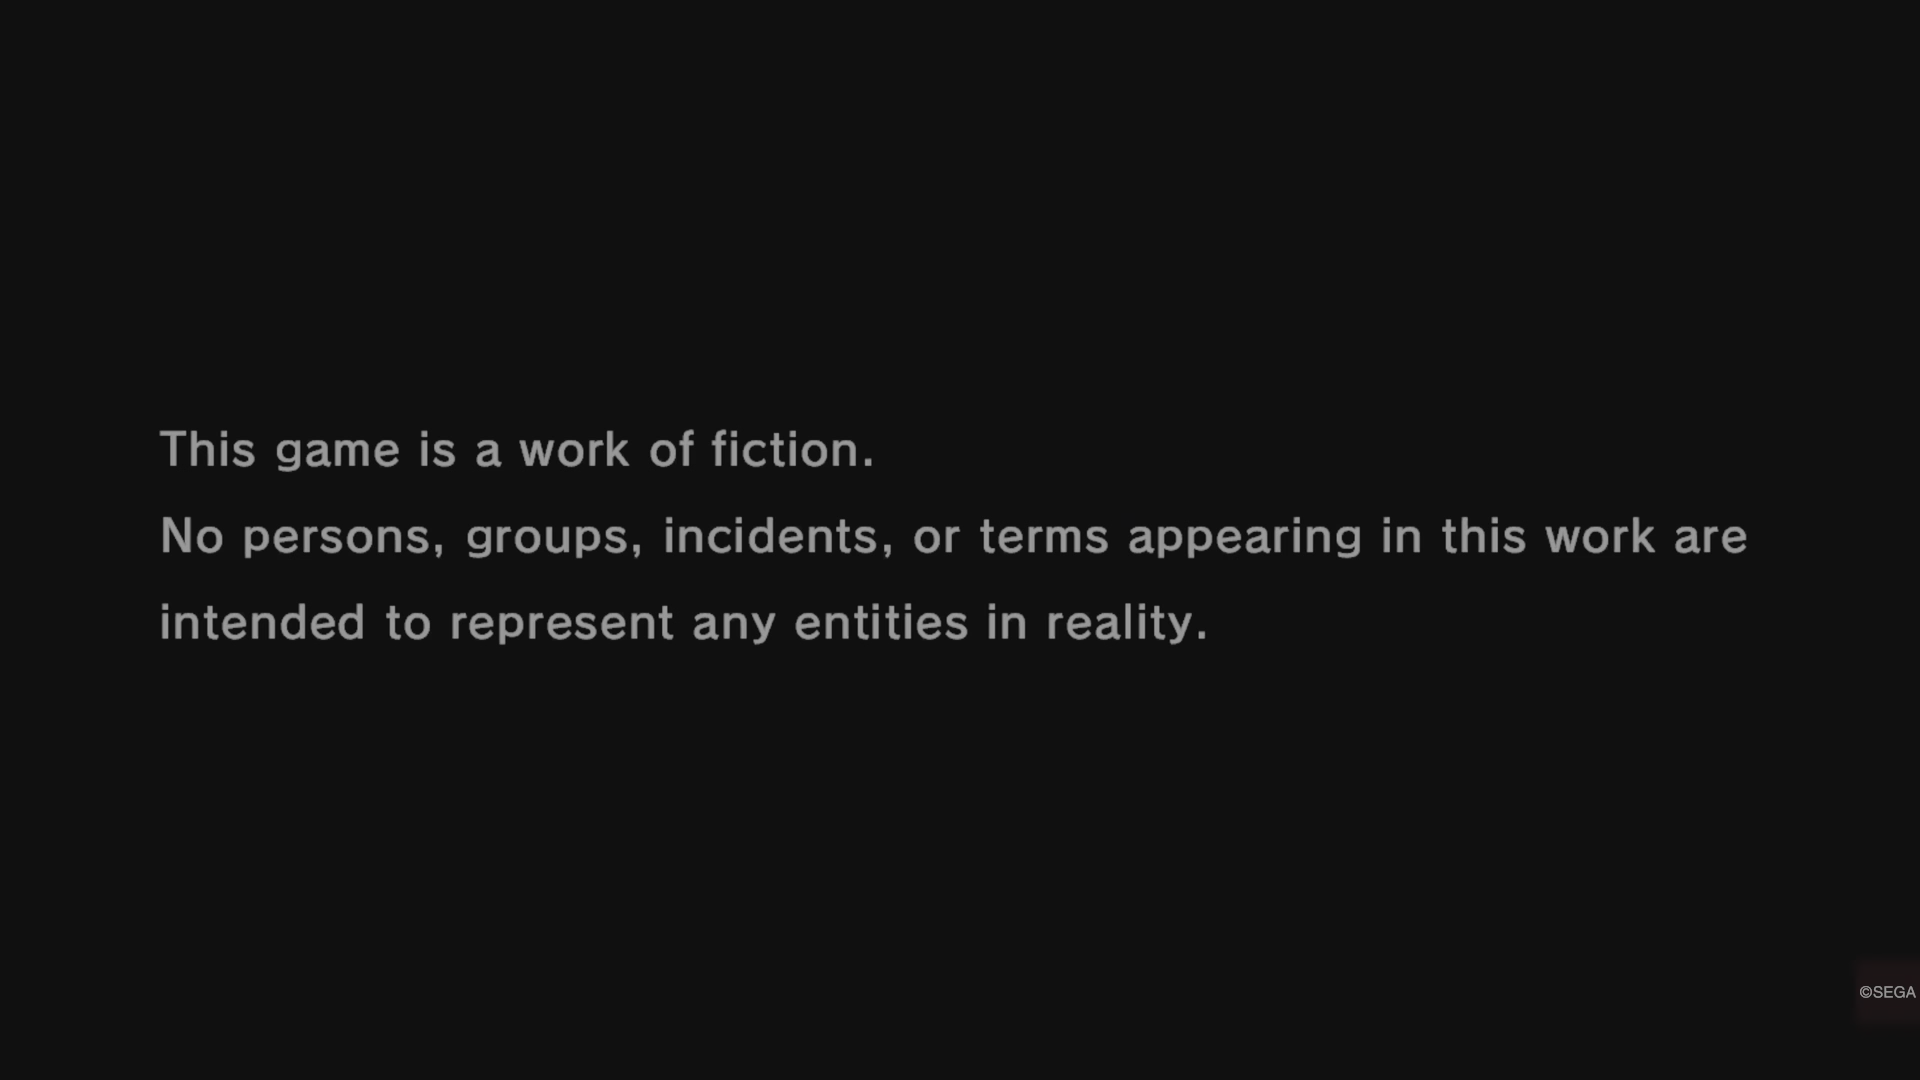 This game is a work of fiction.
No persons, groups, incidents, or terms appearing in this work are
intended to represent any entities in reality.
©SEGA